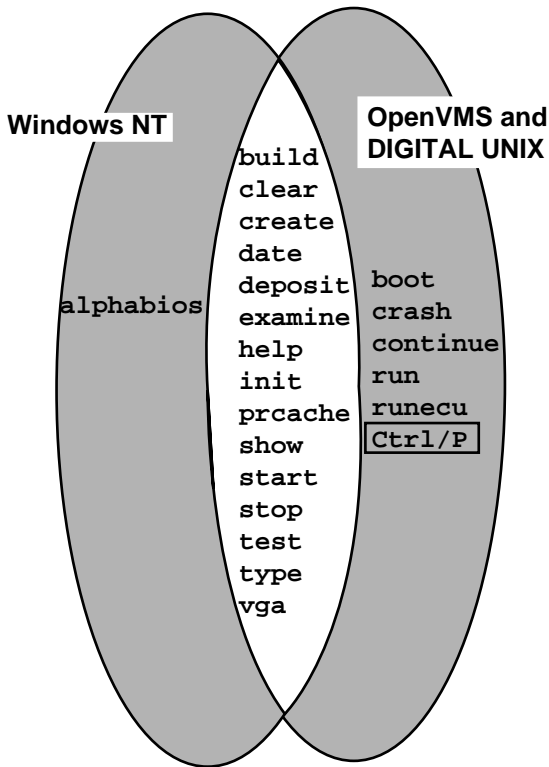 Windows NT
OpenVMS and
DIGITAL UNIX
alphabios
build
clear
create
date
deposit
examine
help
init
prcache
show
start
stop
test
type
vga
boot
crash
continue
run
runecu
Ctrl/P